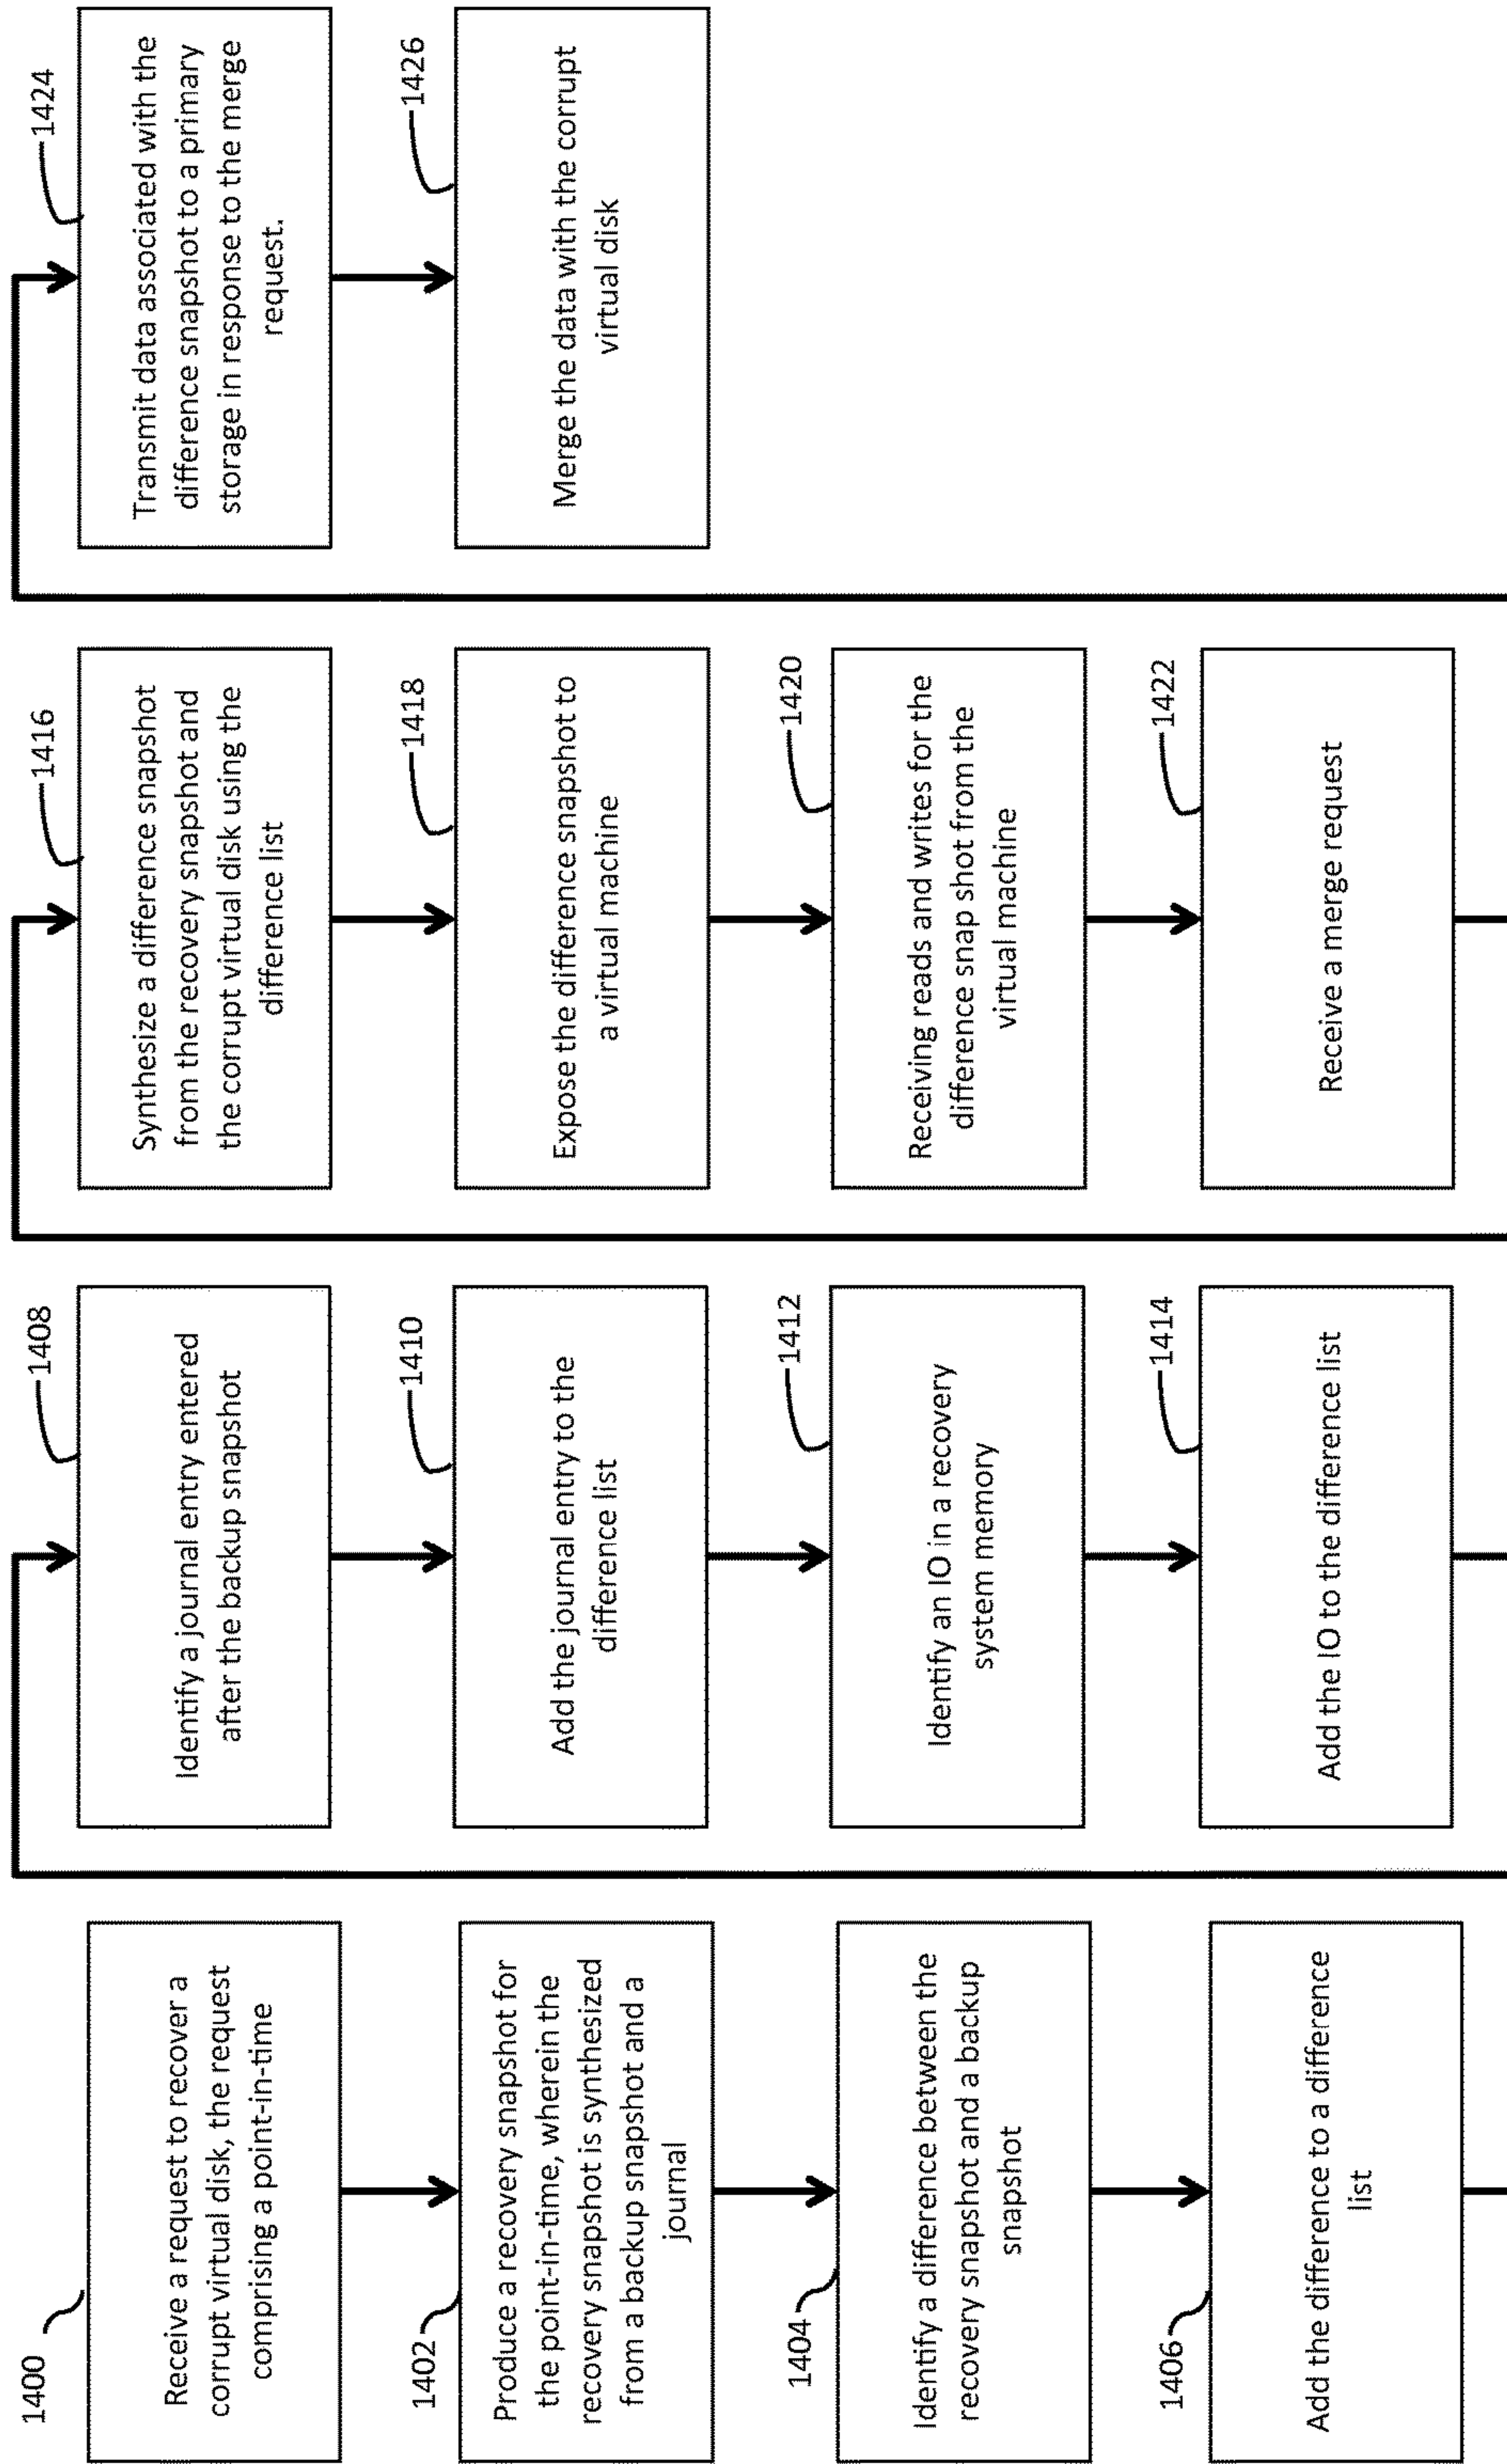 1400
Receive a request to recover a
corrupt virtual disk, the request
comprising a point-in-time
1402
Produce a recovery snapshot for
the point-in-time, wherein the
recovery snapshot is synthesized
from a backup snapshot and a
journal
1404
Identify a difference between the
recovery snapshot and a backup
snapshot
1406
Add the difference to a difference
list
1408
Identify a journal entry entered
after the backup snapshot
1410
Add the journal entry to the
difference list
1412
Identify an IO in a recovery
system memory
1414
Add the IO to the difference list
1416
Synthesize a difference snapshot
from the recovery snapshot and
the corrupt virtual disk using the
difference list
1418
Expose the difference snapshot to
a virtual machine
1420
Receiving reads and writes for the
difference snap shot from the
virtual machine
1422
Receive a merge request
1424
Transmit data associated with the
difference snapshot to a primary
storage in response to the merge
request.
1426
Merge the data with the corrupt
virtual disk